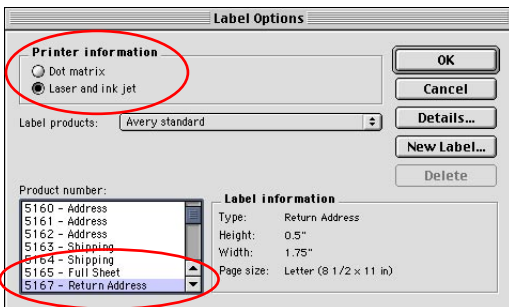 Label Options
Printer information
Dot matrix
Laser and ink jet
Label products: Avery standard
OK
Cancel
Details...
New Label...
Delete
Product number:
5160 - Address
5161 - Address
5162 - Address
5163 - Shipping
5164 - Shipping
5165 - Full Sheet
5167 - Return Address
Label information
Type: Return Address
Height: 0.5"
Width: 1.75"
Page size: Letter (8 1/2 x 11 in)